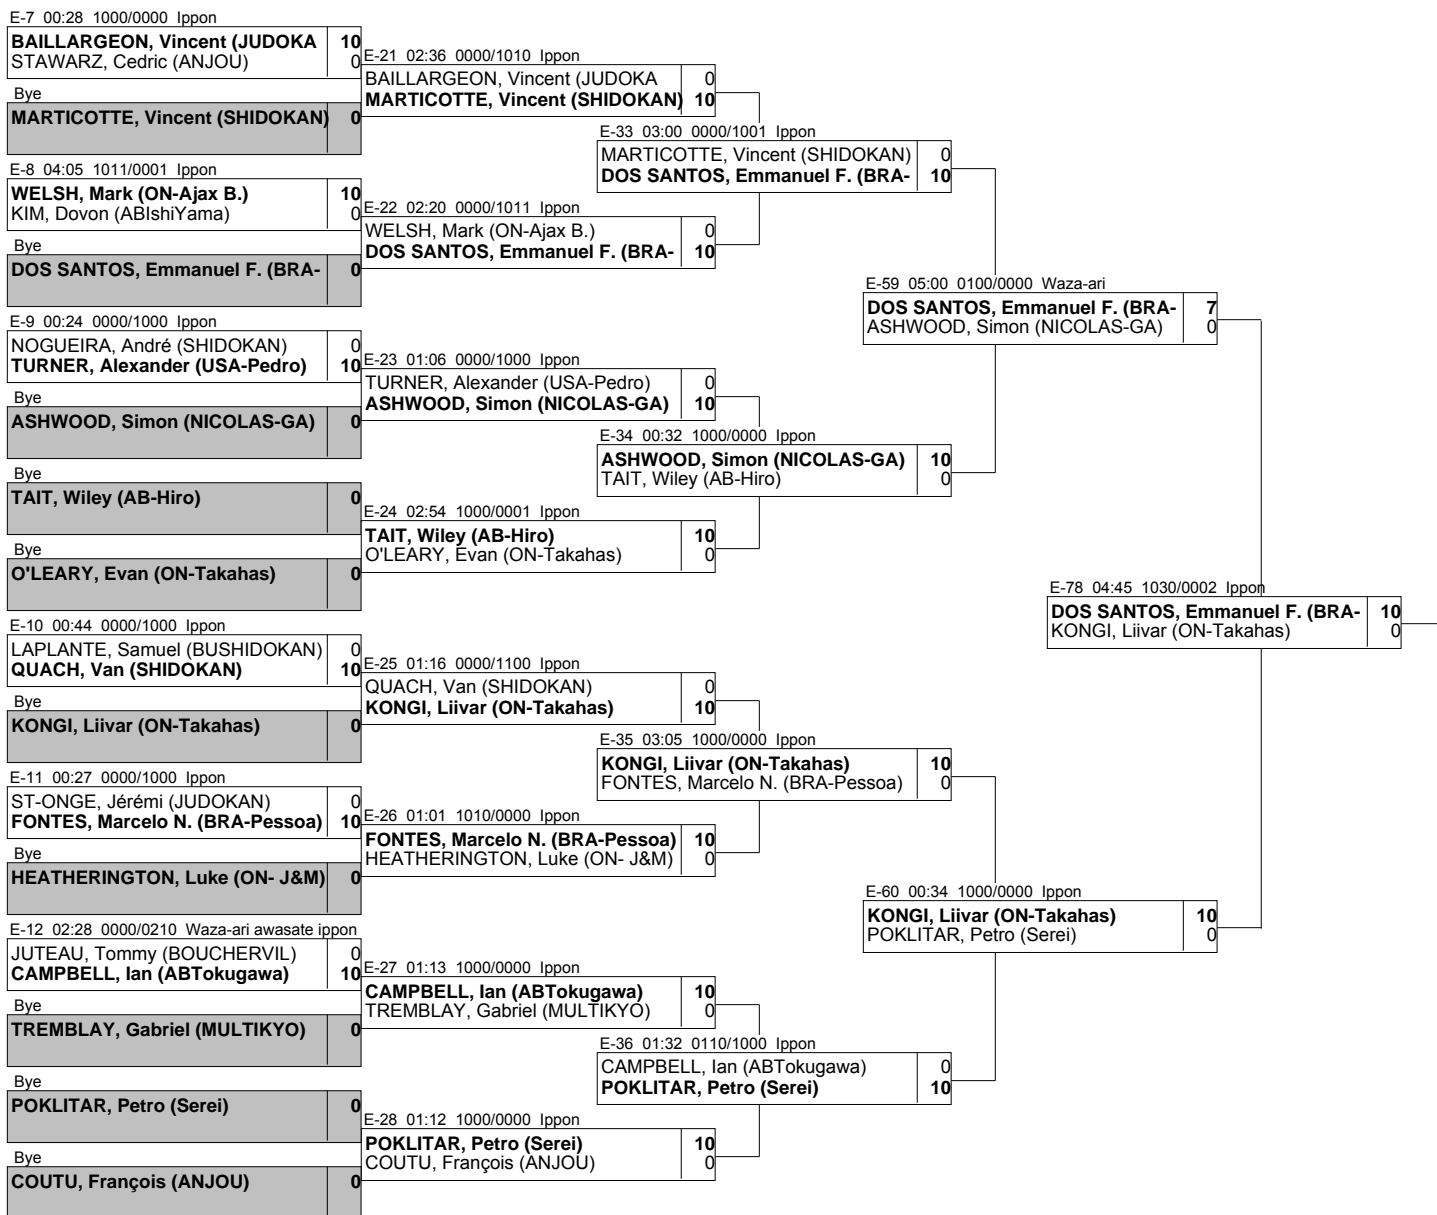 E-7 00:28 1000/0000 Ippon
BAILLARGEON, Vincent (JUDOKA 10
STAWARZ, Cedric (ANJOU) 0
Bye
MARTICOTTE, Vincent (SHIDOKAN) 0
E-8 04:05 1011/0001 Ippon
WELSH, Mark (ON-Ajax B.) 10
KIM, Dovon (ABIshiYama) 0
Bye
DOS SANTOS, Emmanuel F. (BRA- 0
E-9 00:24 0000/1000 Ippon
NOGUEIRA, André (SHIDOKAN) 0
TURNER, Alexander (USA-Pedro) 10
Bye
ASHWOOD, Simon (NICOLAS-GA) 0
Bye
TAIT, Wiley (AB-Hiro) 0
Bye
O'LEARY, Evan (ON-Takahas) 0
E-10 00:44 0000/1000 Ippon
LAPLANTE, Samuel (BUSHIDOKAN) 0
QUACH, Van (SHIDOKAN) 10
Bye
KONGI, Liivar (ON-Takahas) 0
E-11 00:27 0000/1000 Ippon
ST-ONGE, Jérémi (JUDOKAN) 0
FONTES, Marcelo N. (BRA-Pessoa) 10
Bye
HEATHERINGTON, Luke (ON- J&M) 0
E-12 02:28 0000/0210 Waza-ari awasate ippon
JUTEAU, Tommy (BOUCHERVIL) 0
CAMPBELL, Ian (ABTokugawa) 10
Bye
TREMBLAY, Gabriel (MULTIKYO) 0
Bye
POKLITAR, Petro (Serei) 0
Bye
COUTU, François (ANJOU) 0
E-21 02:36 0000/1010 Ippon
BAILLARGEON, Vincent (JUDOKA 0
MARTICOTTE, Vincent (SHIDOKAN) 10
E-22 02:20 0000/1011 Ippon
WELSH, Mark (ON-Ajax B.) 0
DOS SANTOS, Emmanuel F. (BRA- 10
E-23 01:06 0000/1000 Ippon
TURNER, Alexander (USA-Pedro) 0
ASHWOOD, Simon (NICOLAS-GA) 10
E-24 02:54 1000/0001 Ippon
TAIT, Wiley (AB-Hiro) 10
O'LEARY, Evan (ON-Takahas) 0
E-25 01:16 0000/1100 Ippon
QUACH, Van (SHIDOKAN) 0
KONGI, Liivar (ON-Takahas) 10
E-26 01:01 1010/0000 Ippon
FONTES, Marcelo N. (BRA-Pessoa) 10
HEATHERINGTON, Luke (ON- J&M) 0
E-27 01:13 1000/0000 Ippon
CAMPBELL, Ian (ABTokugawa) 10
TREMBLAY, Gabriel (MULTIKYO) 0
E-28 01:12 1000/0000 Ippon
POKLITAR, Petro (Serei) 10
COUTU, François (ANJOU) 0
E-33 03:00 0000/1001 Ippon
MARTICOTTE, Vincent (SHIDOKAN) 0
DOS SANTOS, Emmanuel F. (BRA- 10
E-34 00:32 1000/0000 Ippon
ASHWOOD, Simon (NICOLAS-GA) 10
TAIT, Wiley (AB-Hiro) 0
E-35 03:05 1000/0000 Ippon
KONGI, Liivar (ON-Takahas) 10
FONTES, Marcelo N. (BRA-Pessoa) 0
E-36 01:32 0110/1000 Ippon
CAMPBELL, Ian (ABTokugawa) 0
POKLITAR, Petro (Serei) 10
E-59 05:00 0100/0000 Waza-ari
DOS SANTOS, Emmanuel F. (BRA- 7
ASHWOOD, Simon (NICOLAS-GA) 0
E-60 00:34 1000/0000 Ippon
KONGI, Liivar (ON-Takahas) 10
POKLITAR, Petro (Serei) 0
E-78 04:45 1030/0002 Ippon
DOS SANTOS, Emmanuel F. (BRA- 10
KONGI, Liivar (ON-Takahas) 0